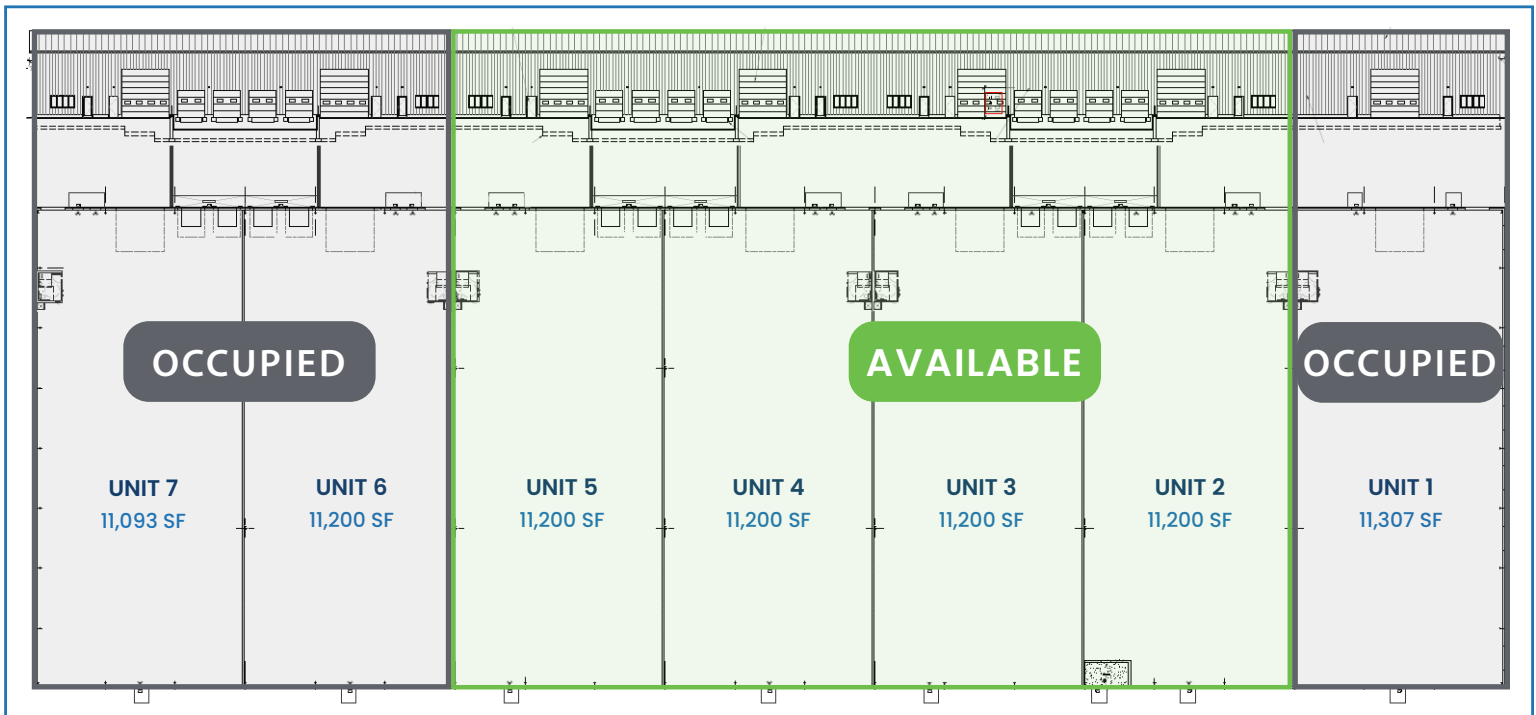 OCCUPIED
AVAILABLE
OCCUPIED
UNIT 7
11,093 SF
UNIT 6
11,200 SF
UNIT 5
11,200 SF
UNIT 4
11,200 SF
UNIT 3
11,200 SF
UNIT 2
11,200 SF
UNIT 1
11,307 SF